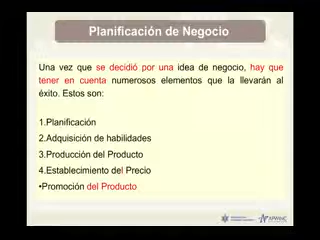 Planificación de Negocio
Una vez que se decidió por una idea de negocio, hay que
tener en cuenta numerosos elementos que la llevarán al
éxito. Estos son:
1.Planificación
2.Adquisición de habilidades
3.Producción del Producto
4.Establecimiento del Precio
•Promoción del Producto
APWINC